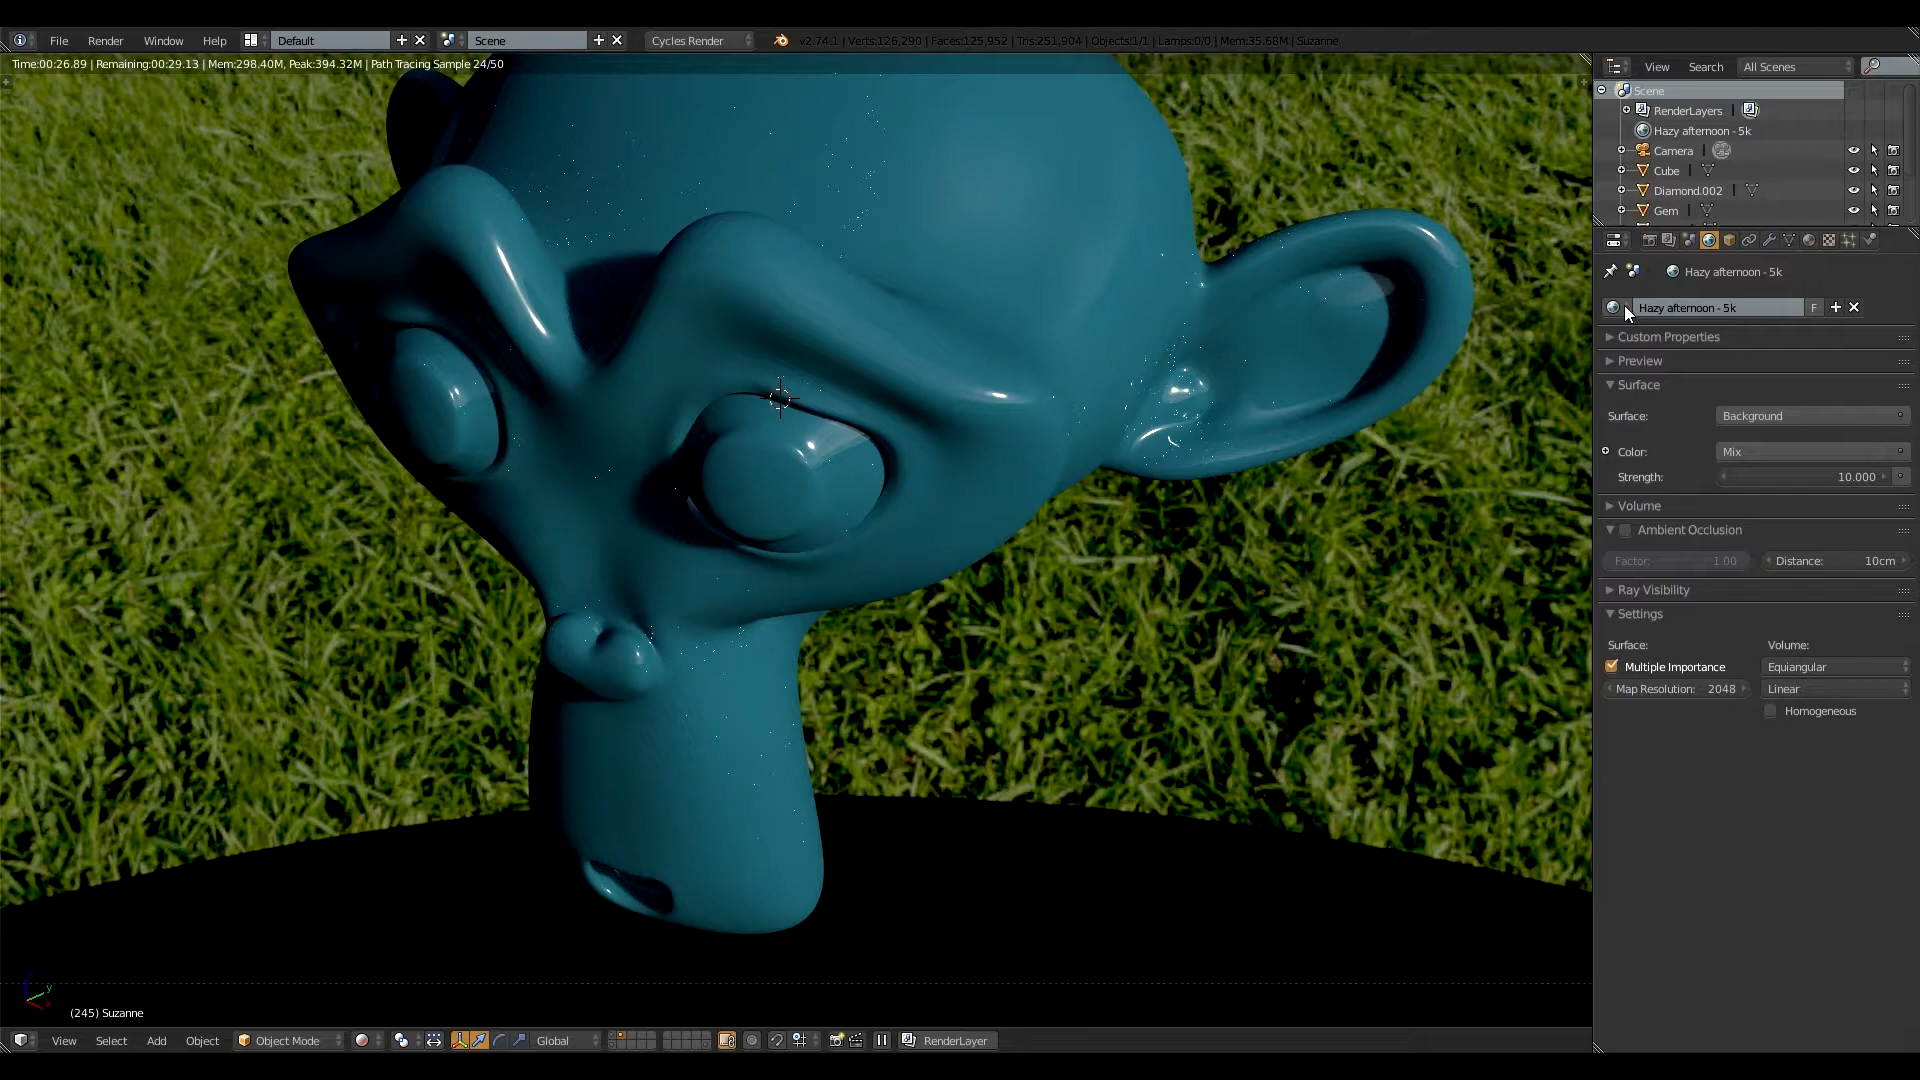 File Render Window Help Default Scene Cycles Render v2.74.1 | Verts:126,290 | Faces:125,952 | Tris:251,904 | Objects:1/1 | Lamps:0/0 | Mem:35.68M | Suzanne
Time:00:26.89 | Remaining:00:29.13 | Mem:298.40M, Peak:394.32M | Path Tracing Sample 24/50
View Search All Scenes
Scene
RenderLayers
Hazy afternoon - 5k
Camera
Cube
Diamond.002
Gem
Hazy afternoon - 5k
Hazy afternoon - 5k F
Custom Properties
Preview
Surface
Surface: Background
Color: Mix
Strength: 10.000
Volume
Ambient Occlusion
Factor: 1.00 Distance: 10cm
Ray Visibility
Settings
Surface: Volume:
Multiple Importance Equiangular
Map Resolution: 2048 Linear
Homogeneous
y
(245) Suzanne
View Select Add Object Object Mode Global RenderLayer